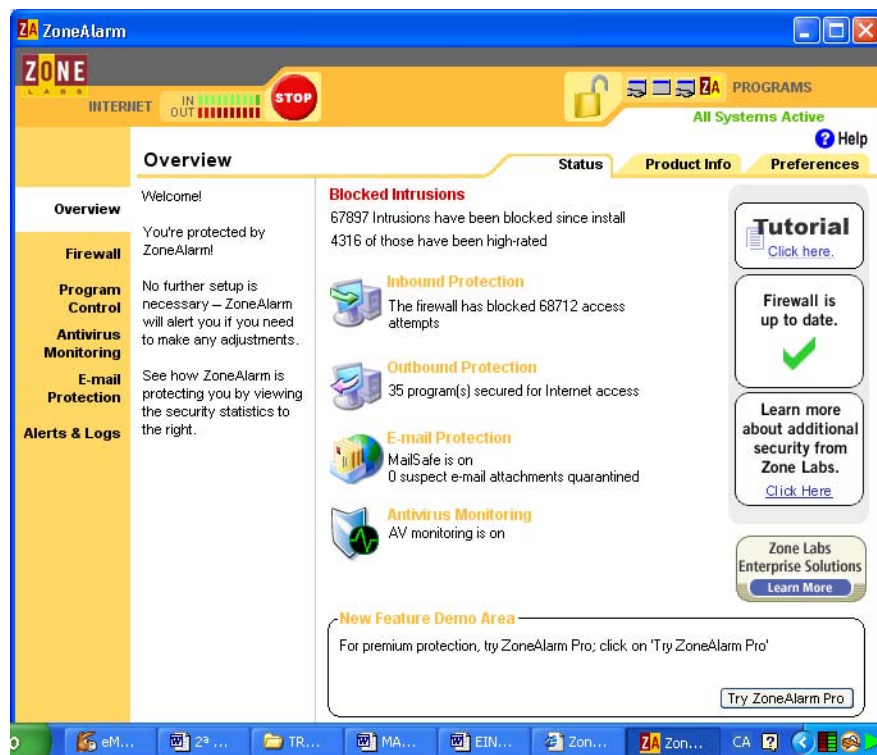 ZA ZoneAlarm
ZONE
LABS
INTERNET
IN
OUT
STOP
ZA
PROGRAMS
All Systems Active
? Help
Overview
Status
Product Info
Preferences
Overview
Firewall
Program
Control
Antivirus
Monitoring
E-mail
Protection
Alerts & Logs
Welcome!
You're protected by
ZoneAlarm!
No further setup is
necessary – ZoneAlarm
will alert you if you need
to make any adjustments.
See how ZoneAlarm is
protecting you by viewing
the security statistics to
the right.
Blocked Intrusions
67897 Intrusions have been blocked since install
4316 of those have been high-rated
Inbound Protection
The firewall has blocked 68712 access
attempts
Outbound Protection
35 program(s) secured for Internet access
E-mail Protection
MailSafe is on
0 suspect e-mail attachments quarantined
Antivirus Monitoring
AV monitoring is on
Tutorial
Click here.
Firewall is
up to date.
Learn more
about additional
security from
Zone Labs.
Click Here
Zone Labs
Enterprise Solutions
Learn More
New Feature Demo Area
For premium protection, try ZoneAlarm Pro; click on 'Try ZoneAlarm Pro'
Try ZoneAlarm Pro
eM...
2ª ...
TR...
MA...
EIN...
Zon...
ZA Zon...
CA
?